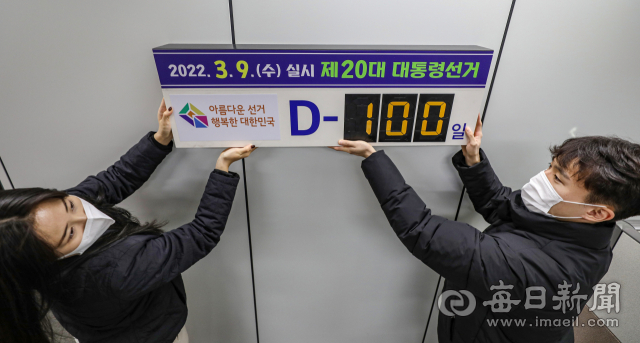 2022. 3.9.(수) 실시 제20대 대통령선거
아름다운 선거
행복한 대한민국
D-100일
每日新聞
www.imaeil.com